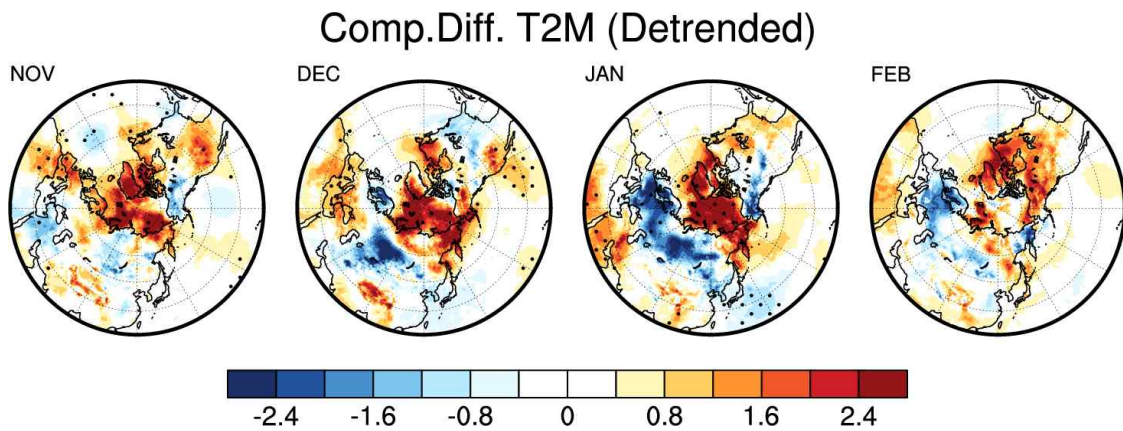 Comp.Diff. T2M (Detrended)
NOV DEC JAN FEB
-2.4 -1.6 -0.8 0 0.8 1.6 2.4